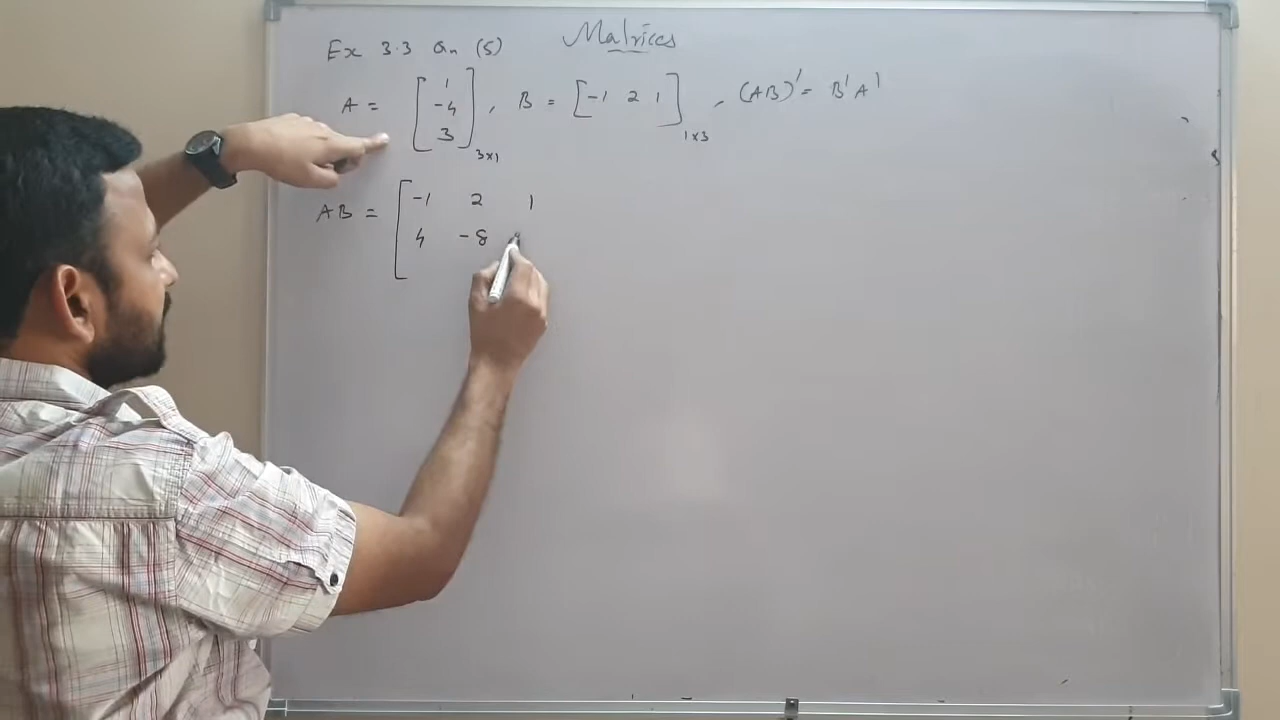 Matrices
Ex 3.3 Qn (5)
A = [1 -4 3] 3x1 , B = [-1 2 1] 1x3 , (AB)' = B'A'
AB = [-1 2 1
4 -8